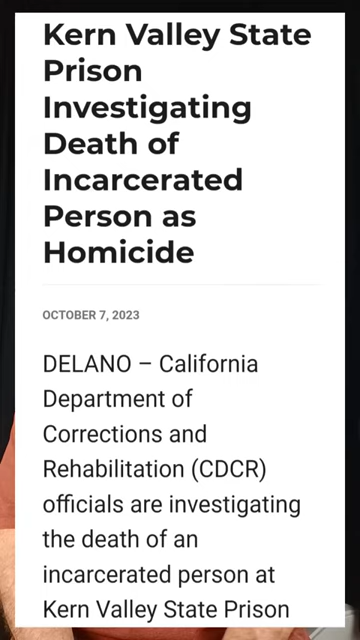 Kern Valley State
Prison
Investigating
Death of
Incarcerated
Person as
Homicide
OCTOBER 7, 2023
DELANO – California
Department of
Corrections and
Rehabilitation (CDCR)
officials are investigating
the death of an
incarcerated person at
Kern Valley State Prison